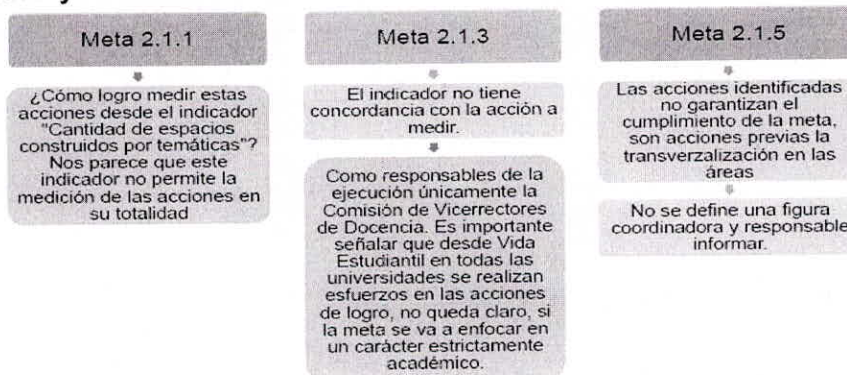 Meta 2.1.1
¿Cómo logro medir estas
acciones desde el indicador
"Cantidad de espacios
construidos por temáticas"?
Nos parece que este
indicador no permite la
medición de las acciones en
su totalidad
Meta 2.1.3
El indicador no tiene
concordancia con la acción a
medir.
Como responsables de la
ejecución únicamente la
Comisión de Vicerrectores
de Docencia. Es importante
señalar que desde Vida
Estudiantil en todas las
universidades se realizan
esfuerzos en las acciones
de logro, no queda claro, si
la meta se va a enfocar en
un carácter estrictamente
académico.
Meta 2.1.5
Las acciones identificadas
no garantizan el
cumplimiento de la meta,
son acciones previas la
transverzalización en las
áreas
No se define una figura
coordinadora y responsable
informar.